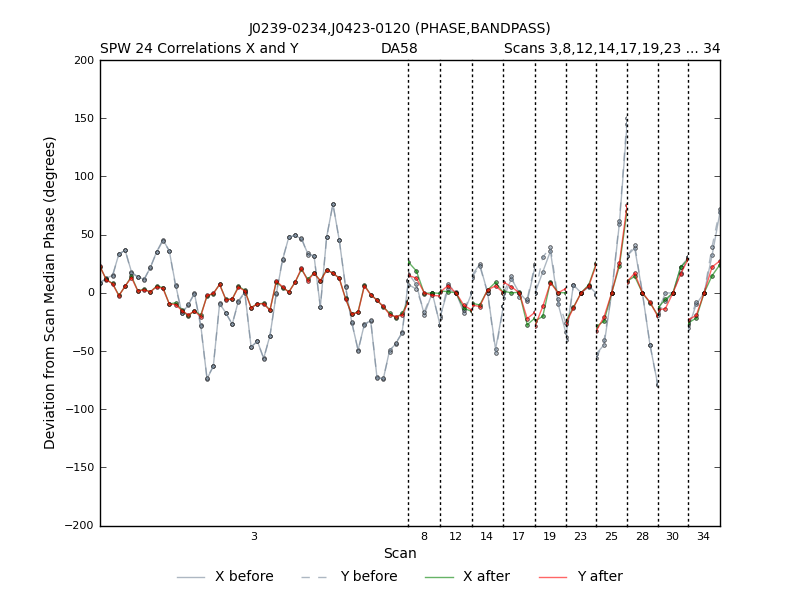 J0239-0234,J0423-0120 (PHASE,BANDPASS)
SPW 24 Correlations X and Y DA58 Scans 3,8,12,14,17,19,23 ... 34
200
150
100
50
0
−50
−100
−150
−200
Deviation from Scan Median Phase (degrees)
3 8 12 14 17 19 23 25 28 30 34
Scan
X before Y before X after Y after